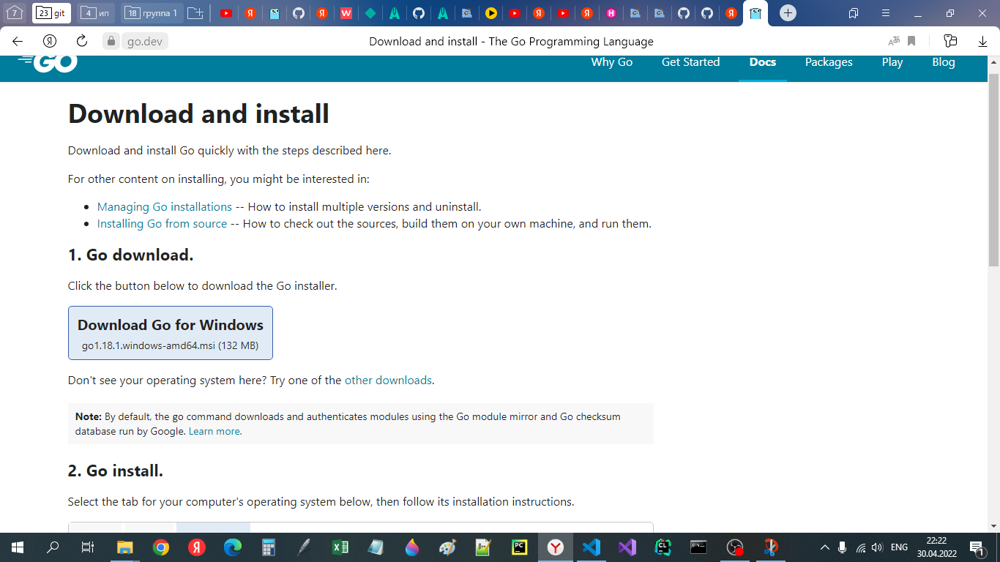 7
23 git
4 ип
18 группа 1
Я
Я
W
Я
Я
H
Я
Я
go.dev
Download and install - The Go Programming Language
GO
Why Go
Get Started
Docs
Packages
Play
Blog
Download and install
Download and install Go quickly with the steps described here.
For other content on installing, you might be interested in:
Managing Go installations -- How to install multiple versions and uninstall.
Installing Go from source -- How to check out the sources, build them on your own machine, and run them.
1. Go download.
Click the button below to download the Go installer.
Download Go for Windows
go1.18.1.windows-amd64.msi (132 MB)
Don't see your operating system here? Try one of the other downloads.
Note: By default, the go command downloads and authenticates modules using the Go module mirror and Go checksum
database run by Google. Learn more.
2. Go install.
Select the tab for your computer's operating system below, then follow its installation instructions.
Я
PC
Y
CL
ENG
22:22
30.04.2022
1